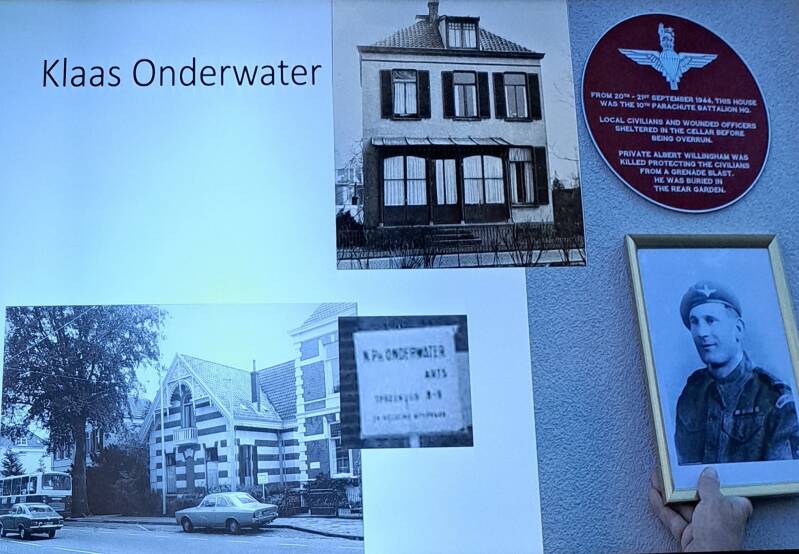 Klaas Onderwater
FROM 20TH - 21ST SEPTEMBER 1944, THIS HOUSE
WAS THE 10TH PARACHUTE BATTALION HQ.
LOCAL CIVILIANS AND WOUNDED OFFICERS
SHELTERED IN THE CELLAR BEFORE
BEING OVERRUN.
PRIVATE ALBERT WILLINGHAM WAS
KILLED PROTECTING THE CIVILIANS
FROM A GRENADE BLAST.
HE WAS BURIED IN
THE REAR GARDEN.
N.PH. ONDERWATER
ARTS